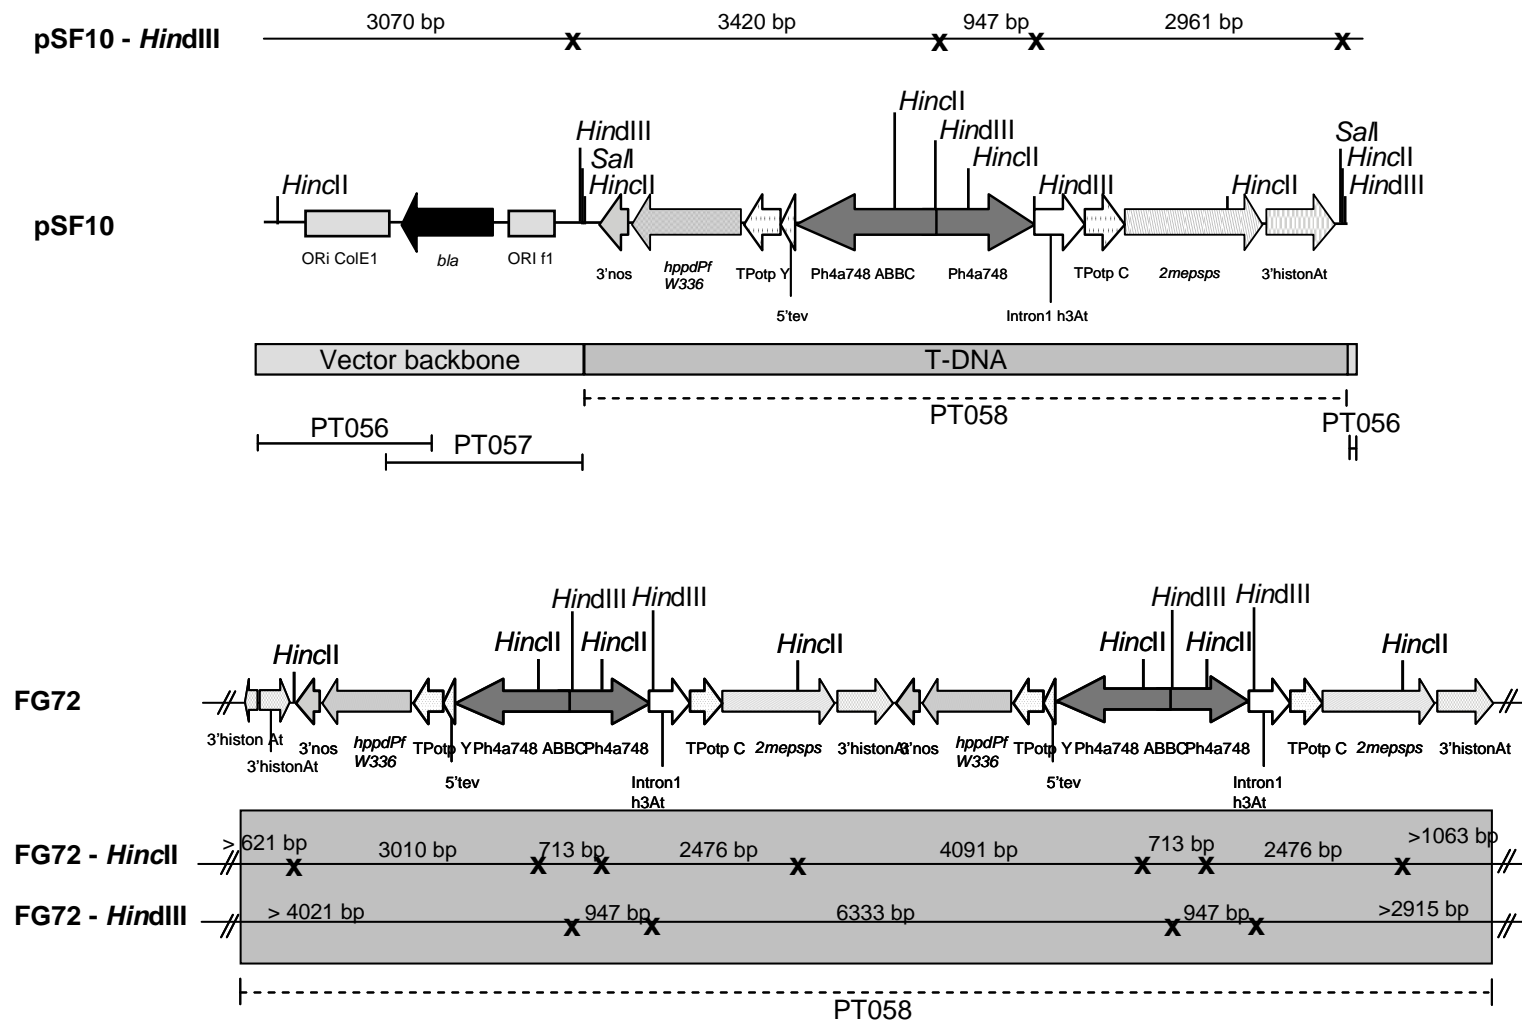 3070 bp 3420 bp 947 bp 2961 bp
pSF10 - HindIII
x x x x
HincII
HindIII HindIII SalI
SalI HincII HincII
HincII HincII HindIII HincII HindIII
pSF10
ORi ColE1 bla ORI f1 3'nos hppdPf W336 TPotp Y Ph4a748 ABBC Ph4a748 TPotp C 2mepsps 3'histonAt
5'tev Intron1 h3At
Vector backbone T-DNA
PT058
PT056 PT056
PT057
HindIII HindIII HindIII HindIII
HincII HincII HincII HincII HincII HincII
HincII
FG72
3'histon At 3'nos hppdPf W336 TPotp Y Ph4a748 ABBC Ph4a748 TPotp C 2mepsps 3'histonAt 3'nos hppdPf W336 TPotp Y Ph4a748 ABBC Ph4a748 TPotp C 2mepsps 3'histonAt
3'histonAt
5'tev Intron1 5'tev Intron1
h3At h3At
> 621 bp 3010 bp 713 bp 2476 bp 4091 bp 713 bp 2476 bp >1063 bp
FG72 - HincII
x x x x x x x
> 4021 bp 947 bp 6333 bp 947 bp >2915 bp
FG72 - HindIII
x x x x
PT058